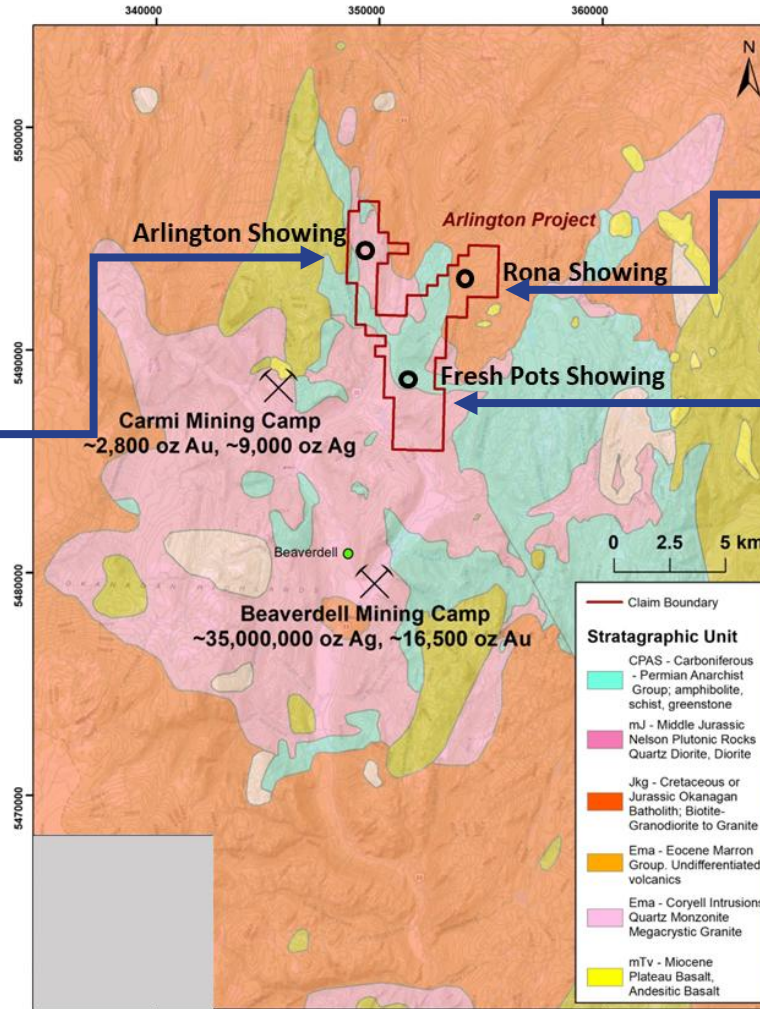 340000
350000
360000
N
5500000
Arlington Project
Arlington Showing
Rona Showing
5490000
Fresh Pots Showing
Carmi Mining Camp
~2,800 oz Au, ~9,000 oz Ag
0 2.5 5 km
Beaverdell
5480000
OKANAGAN HIGHLANDS
Beaverdell Mining Camp
~35,000,000 oz Ag, ~16,500 oz Au
5470000
Claim Boundary
Stratagraphic Unit
CPAS - Carboniferous
- Permian Anarchist
Group; amphibolite,
schist, greenstone
mJ - Middle Jurassic
Nelson Plutonic Rocks
Quartz Diorite, Diorite
Jkg - Cretaceous or
Jurassic Okanagan
Batholith; Biotite-
Granodiorite to Granite
Ema - Eocene Marron
Group. Undifferentiated
volcanics
Ema - Coryell Intrusions
Quartz Monzonite
Megacrystic Granite
mTv - Miocene
Plateau Basalt,
Andesitic Basalt